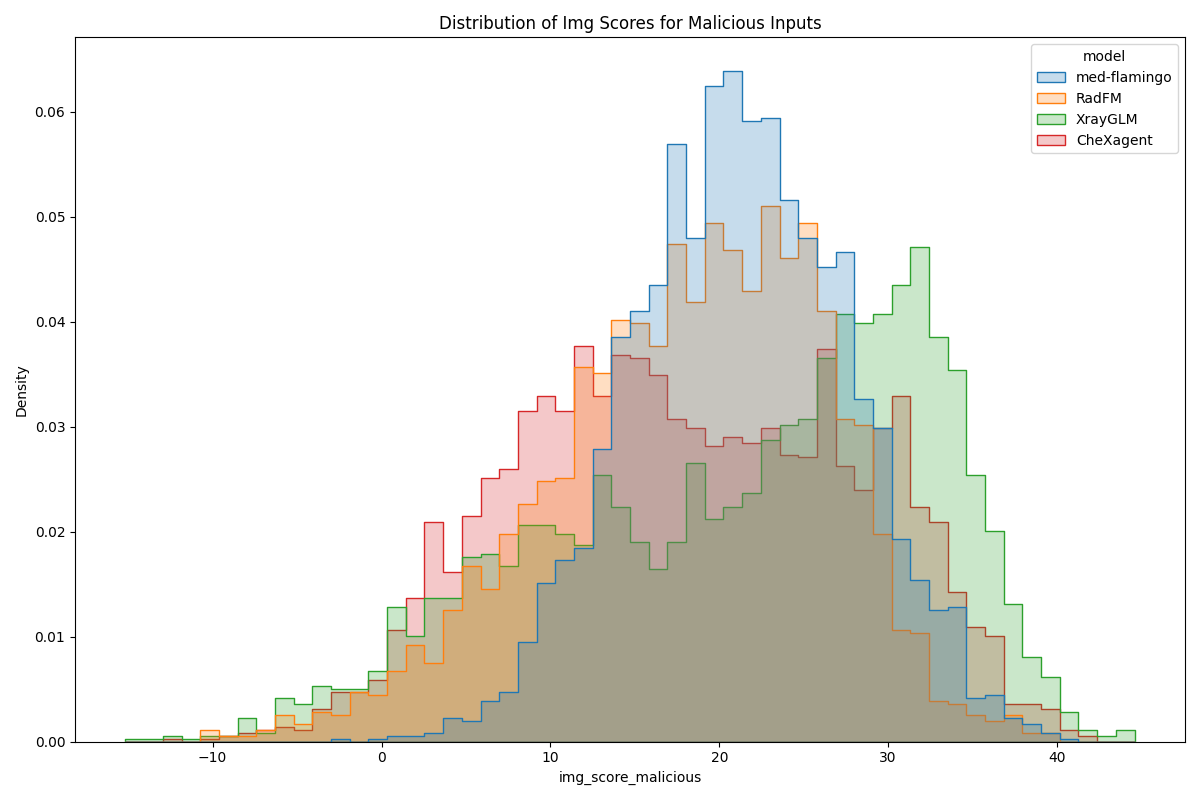 Distribution of Img Scores for Malicious Inputs
model
med-flamingo
RadFM
XrayGLM
CheXagent
Density
0.06
0.05
0.04
0.03
0.02
0.01
0.00
−10 0 10 20 30 40
img_score_malicious